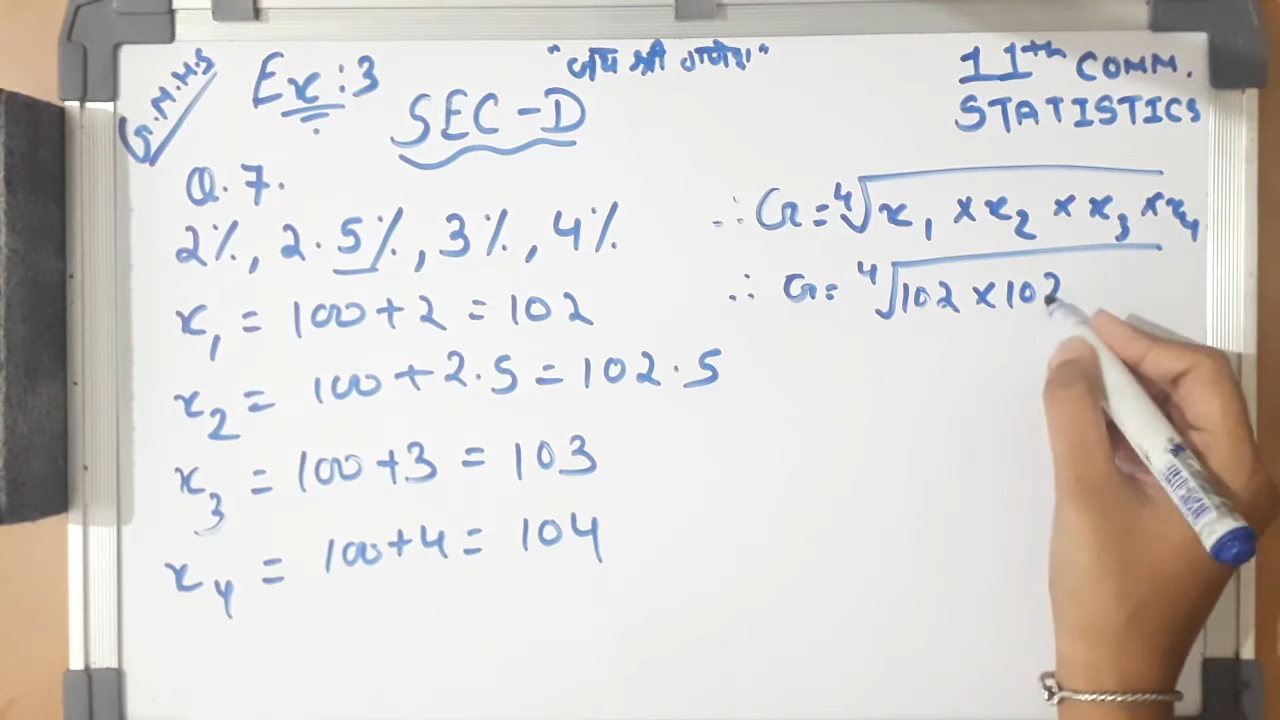 G.M.H.S
Ex:3
"जय श्री गणेश"
11th COMM.
STATISTICS
SEC-D
Q.7.
2%, 2.5%, 3%, 4%
x₁ = 100+2 = 102
x₂ = 100+2.5 = 102.5
x₃ = 100+3 = 103
x₄ = 100+4 = 104
∴ G = ⁴√x₁ × x₂ × x₃ × x₄
∴ G = ⁴√102 × 102